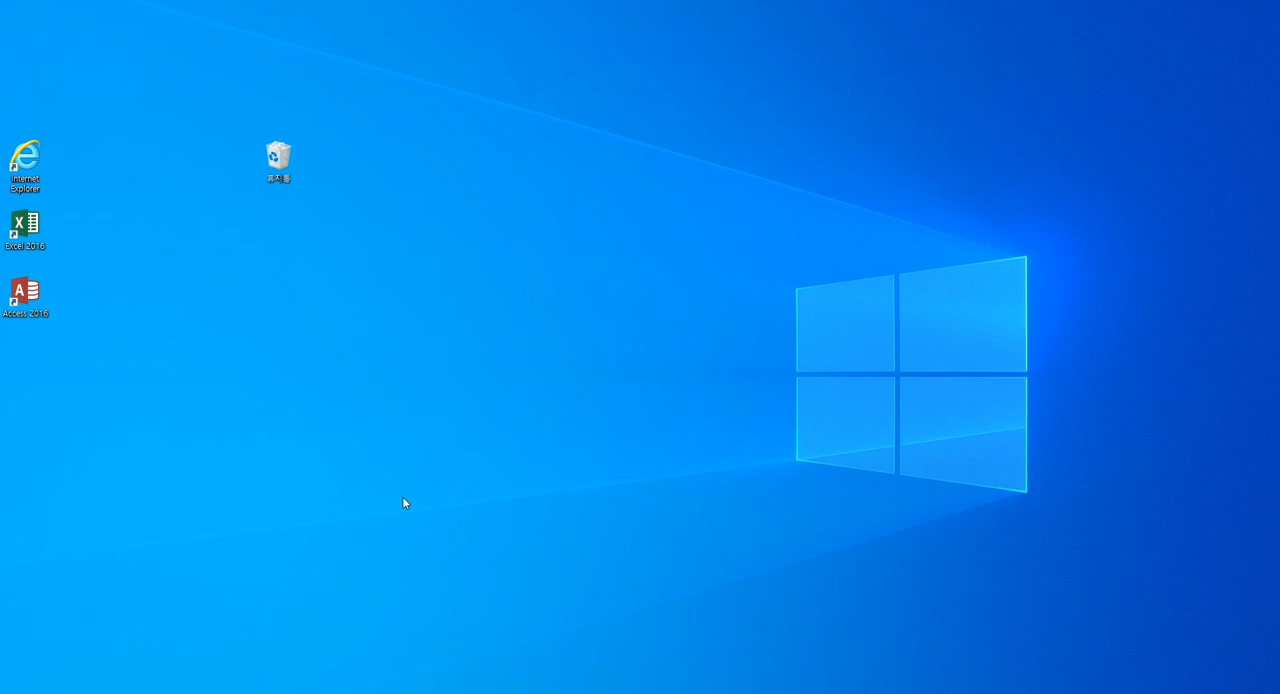 Internet
Explorer
휴지통
Excel 2016
Access 2016